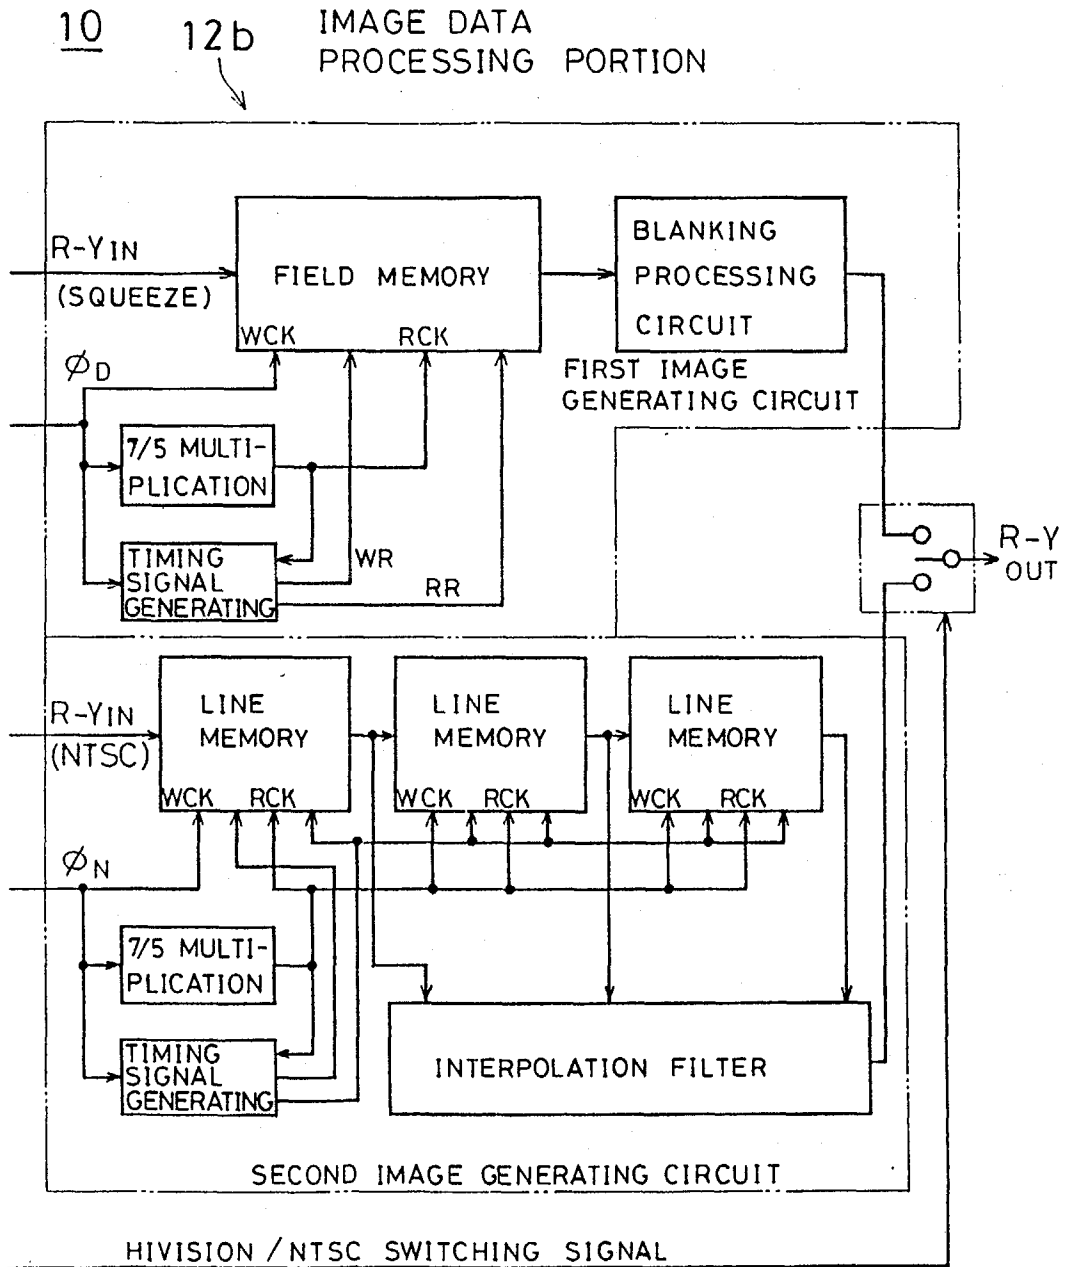 10
12b
IMAGE DATA
PROCESSING PORTION
R-YIN
(SQUEEZE)
FIELD MEMORY
WCK
RCK
BLANKING
PROCESSING
CIRCUIT
FIRST IMAGE
GENERATING CIRCUIT
ϕD
7/5 MULTI-
PLICATION
TIMING
SIGNAL
GENERATING
WR
RR
R-Y
OUT
R-YIN
(NTSC)
LINE
MEMORY
WCK RCK
LINE
MEMORY
WCK RCK
LINE
MEMORY
WCK RCK
ϕN
7/5 MULTI-
PLICATION
TIMING
SIGNAL
GENERATING
INTERPOLATION FILTER
SECOND IMAGE GENERATING CIRCUIT
HIVISION / NTSC SWITCHING SIGNAL